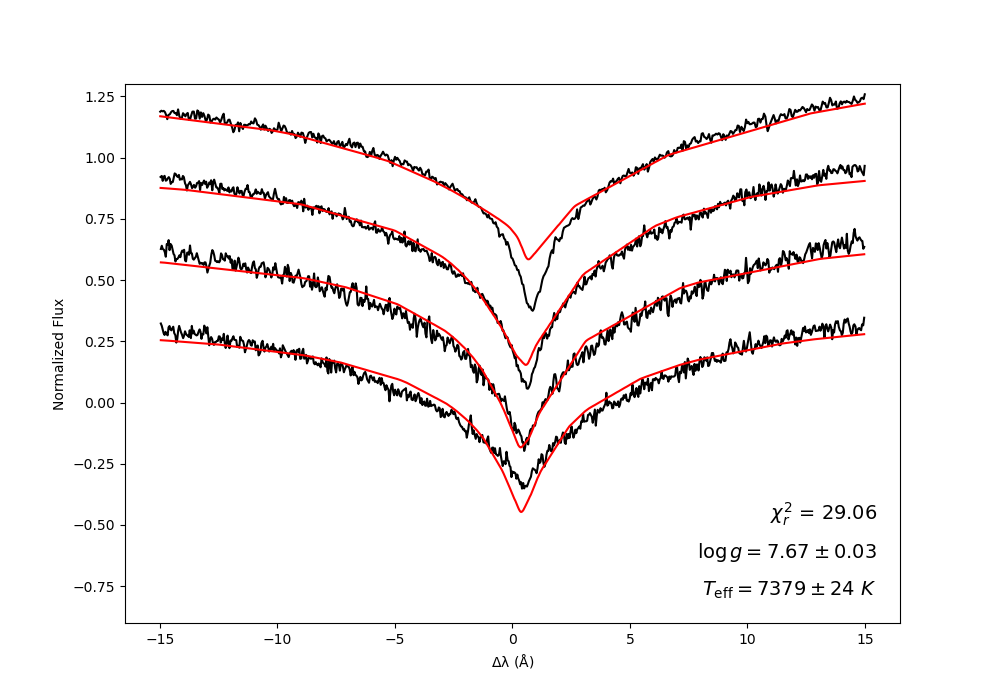 1.25
1.00
0.75
0.50
0.25
0.00
−0.25
−0.50
−0.75
Normalized Flux
χ²ᵣ = 29.06
log g = 7.67 ± 0.03
T_eff = 7379 ± 24 K
−15 −10 −5 0 5 10 15
Δλ (Å)